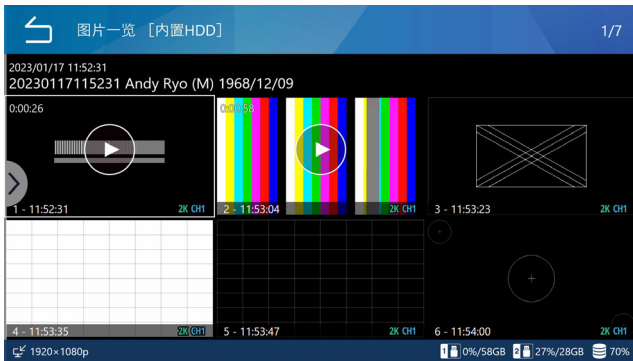 图片一览 [内置HDD]
1/7
2023/01/17 11:52:31
20230117115231 Andy Ryo (M) 1968/12/09
0:00:26
0:00:58
1 - 11:52:31 2K CH1
2 - 11:53:04 2K CH1
3 - 11:53:23 2K CH1
4 - 11:53:35 2K CH1
5 - 11:53:47 2K CH1
6 - 11:54:00 2K CH1
1920×1080p
1 0%/58GB 2 27%/28GB 70%